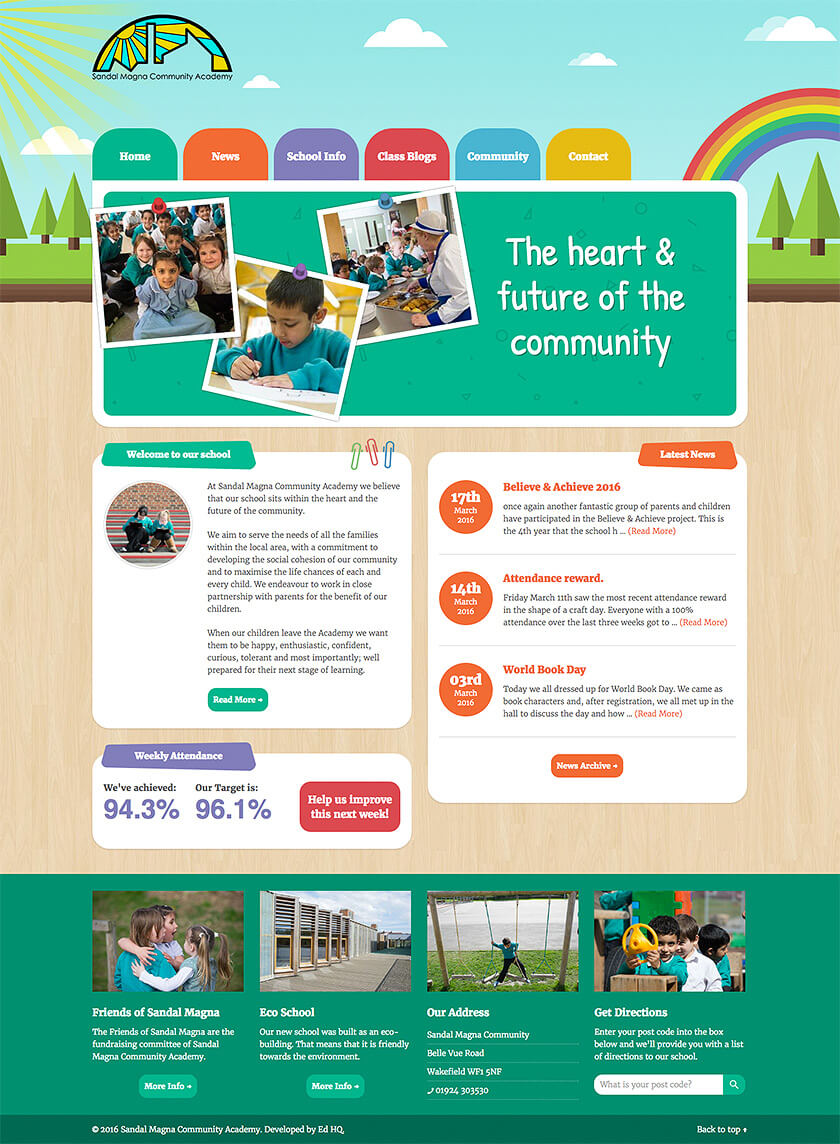 Sandal Magna Community Academy
Home
News
School Info
Class Blogs
Community
Contact
The heart &
future of the
community
Welcome to our school
At Sandal Magna Community Academy we believe
that our school sits within the heart and the
future of the community.
We aim to serve the needs of all the families
within the local area, with a commitment to
developing the social cohesion of our community
and to maximise the life chances of each and
every child. We endeavour to work in close
partnership with parents for the benefit of our
children.
When our children leave the Academy we want
them to be happy, enthusiastic, confident,
curious, tolerant and most importantly; well
prepared for their next stage of learning.
Read More →
Weekly Attendance
We've achieved:
94.3%
Our Target is:
96.1%
Help us improve
this next week!
Latest News
17th
March
2016
Believe & Achieve 2016
once again another fantastic group of parents and children
have participated in the Believe & Achieve project. This is
the 4th year that the school h ... (Read More)
14th
March
2016
Attendance reward.
Friday March 11th saw the most recent attendance reward
in the shape of a craft day. Everyone with a 100%
attendance over the last three weeks got to ... (Read More)
03rd
March
2016
World Book Day
Today we all dressed up for World Book Day. We came as
book characters and, after registration, we all met up in the
hall to discuss the day and how ... (Read More)
News Archive →
Friends of Sandal Magna
The Friends of Sandal Magna are the
fundraising committee of Sandal
Magna Community Academy.
More Info →
Eco School
Our new school was built as an eco-
building. That means that it is friendly
towards the environment.
More Info →
Our Address
Sandal Magna Community
Belle Vue Road
Wakefield WF1 5NF
01924 303530
Get Directions
Enter your post code into the box
below and we'll provide you with a list
of directions to our school.
What is your post code?
© 2016 Sandal Magna Community Academy. Developed by Ed HQ.
Back to top ↑